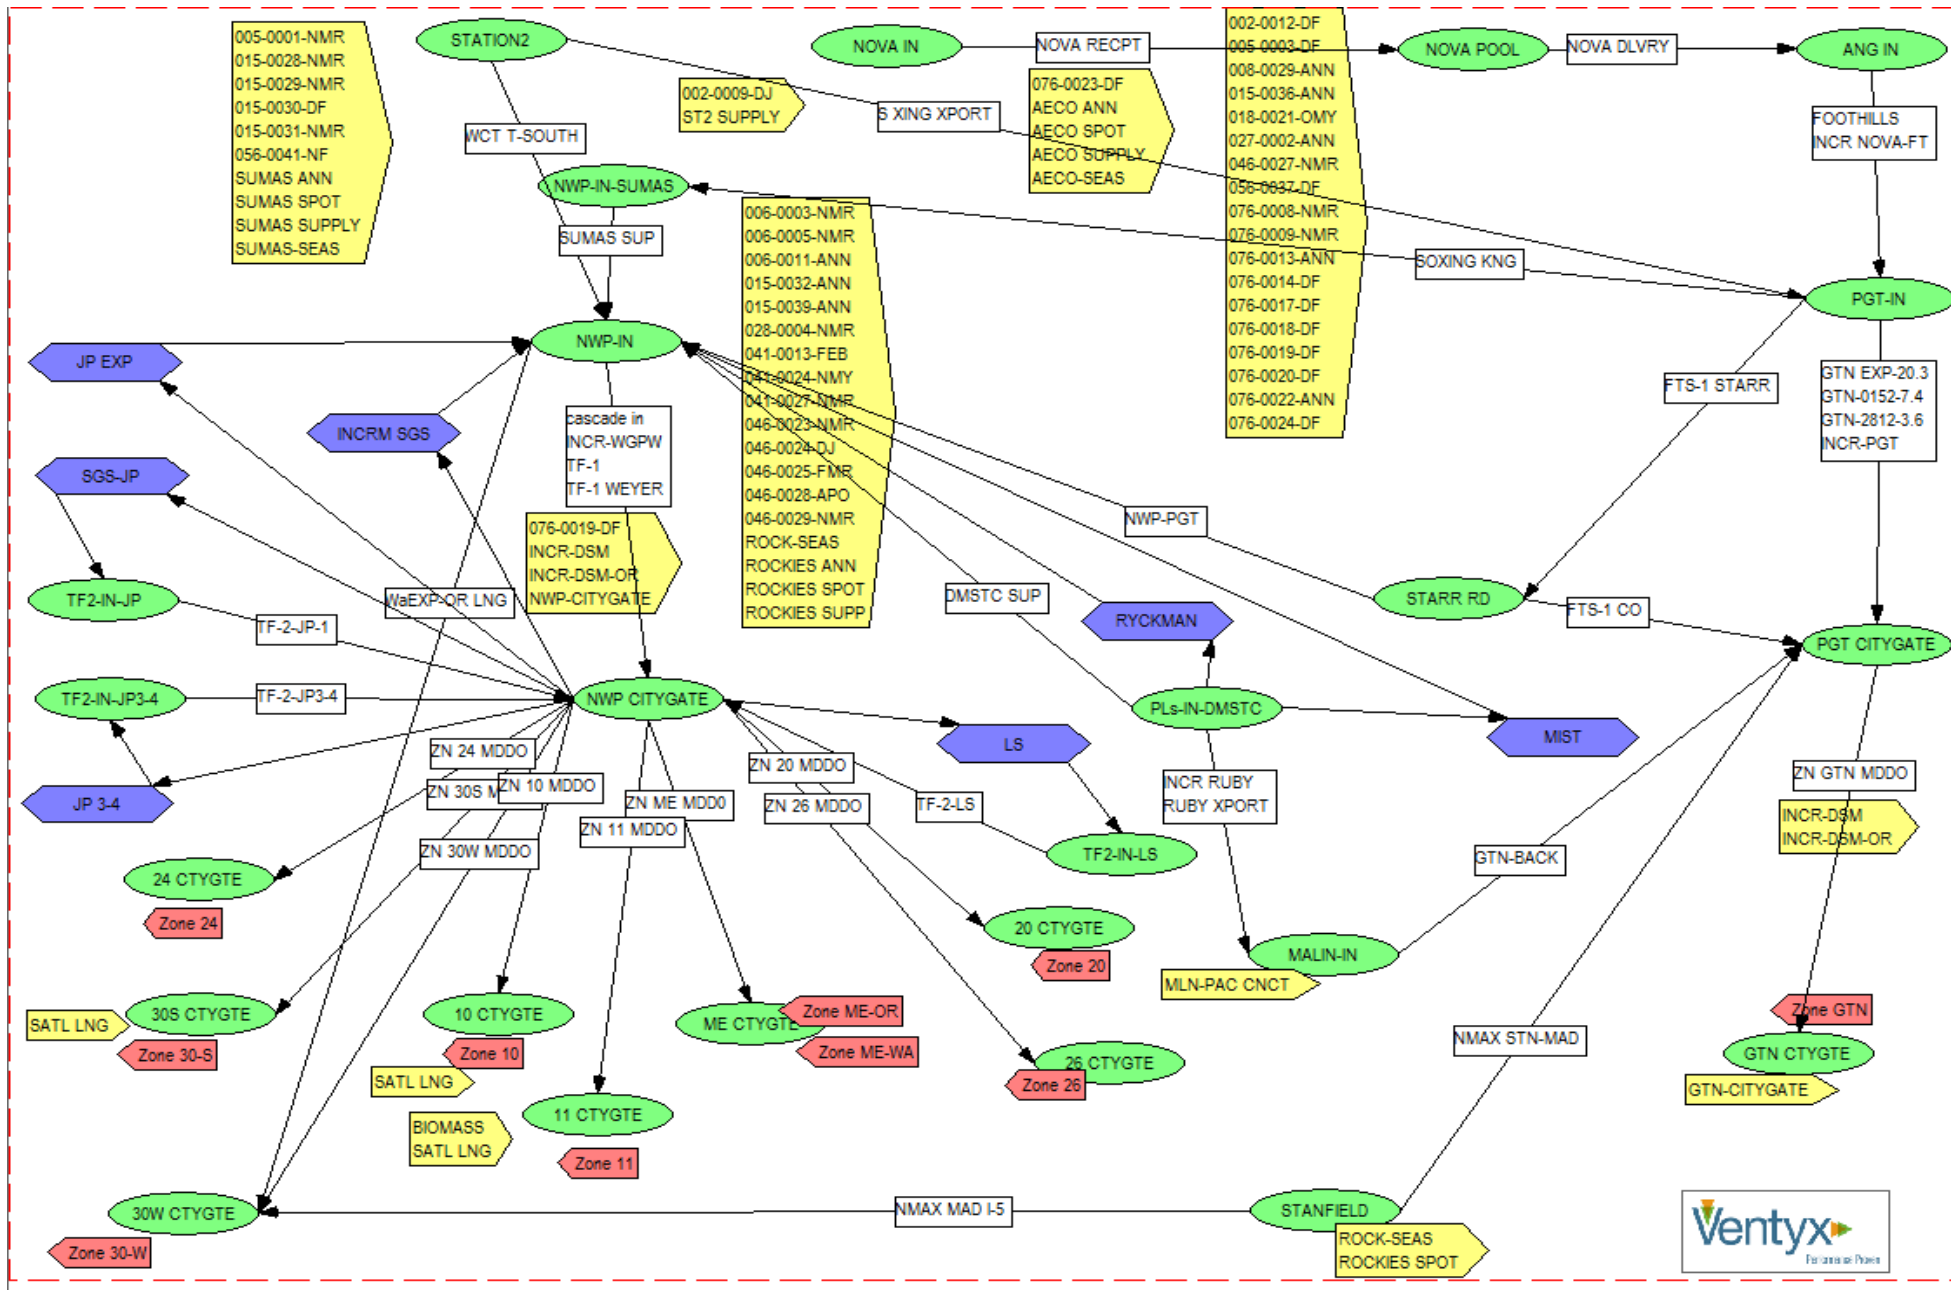 005-0001-NMR
015-0028-NMR
015-0029-NMR
015-0030-DF
015-0031-NMR
056-0041-NF
SUMAS ANN
SUMAS SPOT
SUMAS SUPPLY
SUMAS-SEAS
STATION2
002-0009-DJ
ST2 SUPPLY
NOVA IN
NOVA RECPT
076-0023-DF
AECO ANN
AECO SPOT
AECO SUPPLY
AECO-SEAS
002-0012-DF
005-0003-DF
008-0029-ANN
015-0036-ANN
018-0021-OMY
027-0002-ANN
046-0027-NMR
056-0037-DF
076-0008-NMR
076-0009-NMR
076-0013-ANN
076-0014-DF
076-0017-DF
076-0018-DF
076-0019-DF
076-0020-DF
076-0022-ANN
076-0024-DF
NOVA POOL
NOVA DLVRY
ANG IN
FOOTHILLS
INCR NOVA-FT
WCT T-SOUTH
S XING XPORT
NWP-IN-SUMAS
SUMAS SUP
SOXING KNG
PGT-IN
006-0003-NMR
006-0005-NMR
006-0011-ANN
015-0032-ANN
015-0039-ANN
028-0004-NMR
041-0013-FEB
041-0024-NMY
041-0027-NMR
046-0023-NMR
046-0024-DJ
046-0025-FMR
046-0028-APO
046-0029-NMR
ROCK-SEAS
ROCKIES ANN
ROCKIES SPOT
ROCKIES SUPP
NWP-IN
JP EXP
INCRM SGS
SGS-JP
cascade in
INCR-WGPW
TF-1
TF-1 WEYER
FTS-1 STARR
GTN EXP-20.3
GTN-0152-7.4
GTN-2812-3.6
INCR-PGT
NWP-PGT
076-0019-DF
INCR-DSM
INCR-DSM-OR
NWP-CITYGATE
TF2-IN-JP
WaEXP-OR LNG
TF-2-JP-1
DMSTC SUP
RYCKMAN
STARR RD
FTS-1 CO
PGT CITYGATE
TF2-IN-JP3-4
TF-2-JP3-4
NWP CITYGATE
PLs-IN-DMSTC
MIST
LS
JP 3-4
ZN 24 MDDO
ZN 30S M
ZN 10 MDDO
ZN ME MDD0
ZN 11 MDDO
ZN 20 MDDO
ZN 26 MDDO
TF-2-LS
INCR RUBY
RUBY XPORT
ZN GTN MDDO
INCR-DSM
INCR-DSM-OR
ZN 30W MDDO
TF2-IN-LS
GTN-BACK
24 CTYGTE
Zone 24
20 CTYGTE
Zone 20
MALIN-IN
MLN-PAC CNCT
30S CTYGTE
SATL LNG
Zone 30-S
10 CTYGTE
Zone 10
SATL LNG
ME CTYGTE
Zone ME-OR
Zone ME-WA
26 CTYGTE
Zone 26
NMAX STN-MAD
Zone GTN
GTN CTYGTE
GTN-CITYGATE
BIOMASS
SATL LNG
11 CTYGTE
Zone 11
30W CTYGTE
Zone 30-W
NMAX MAD I-5
STANFIELD
ROCK-SEAS
ROCKIES SPOT
Ventyx